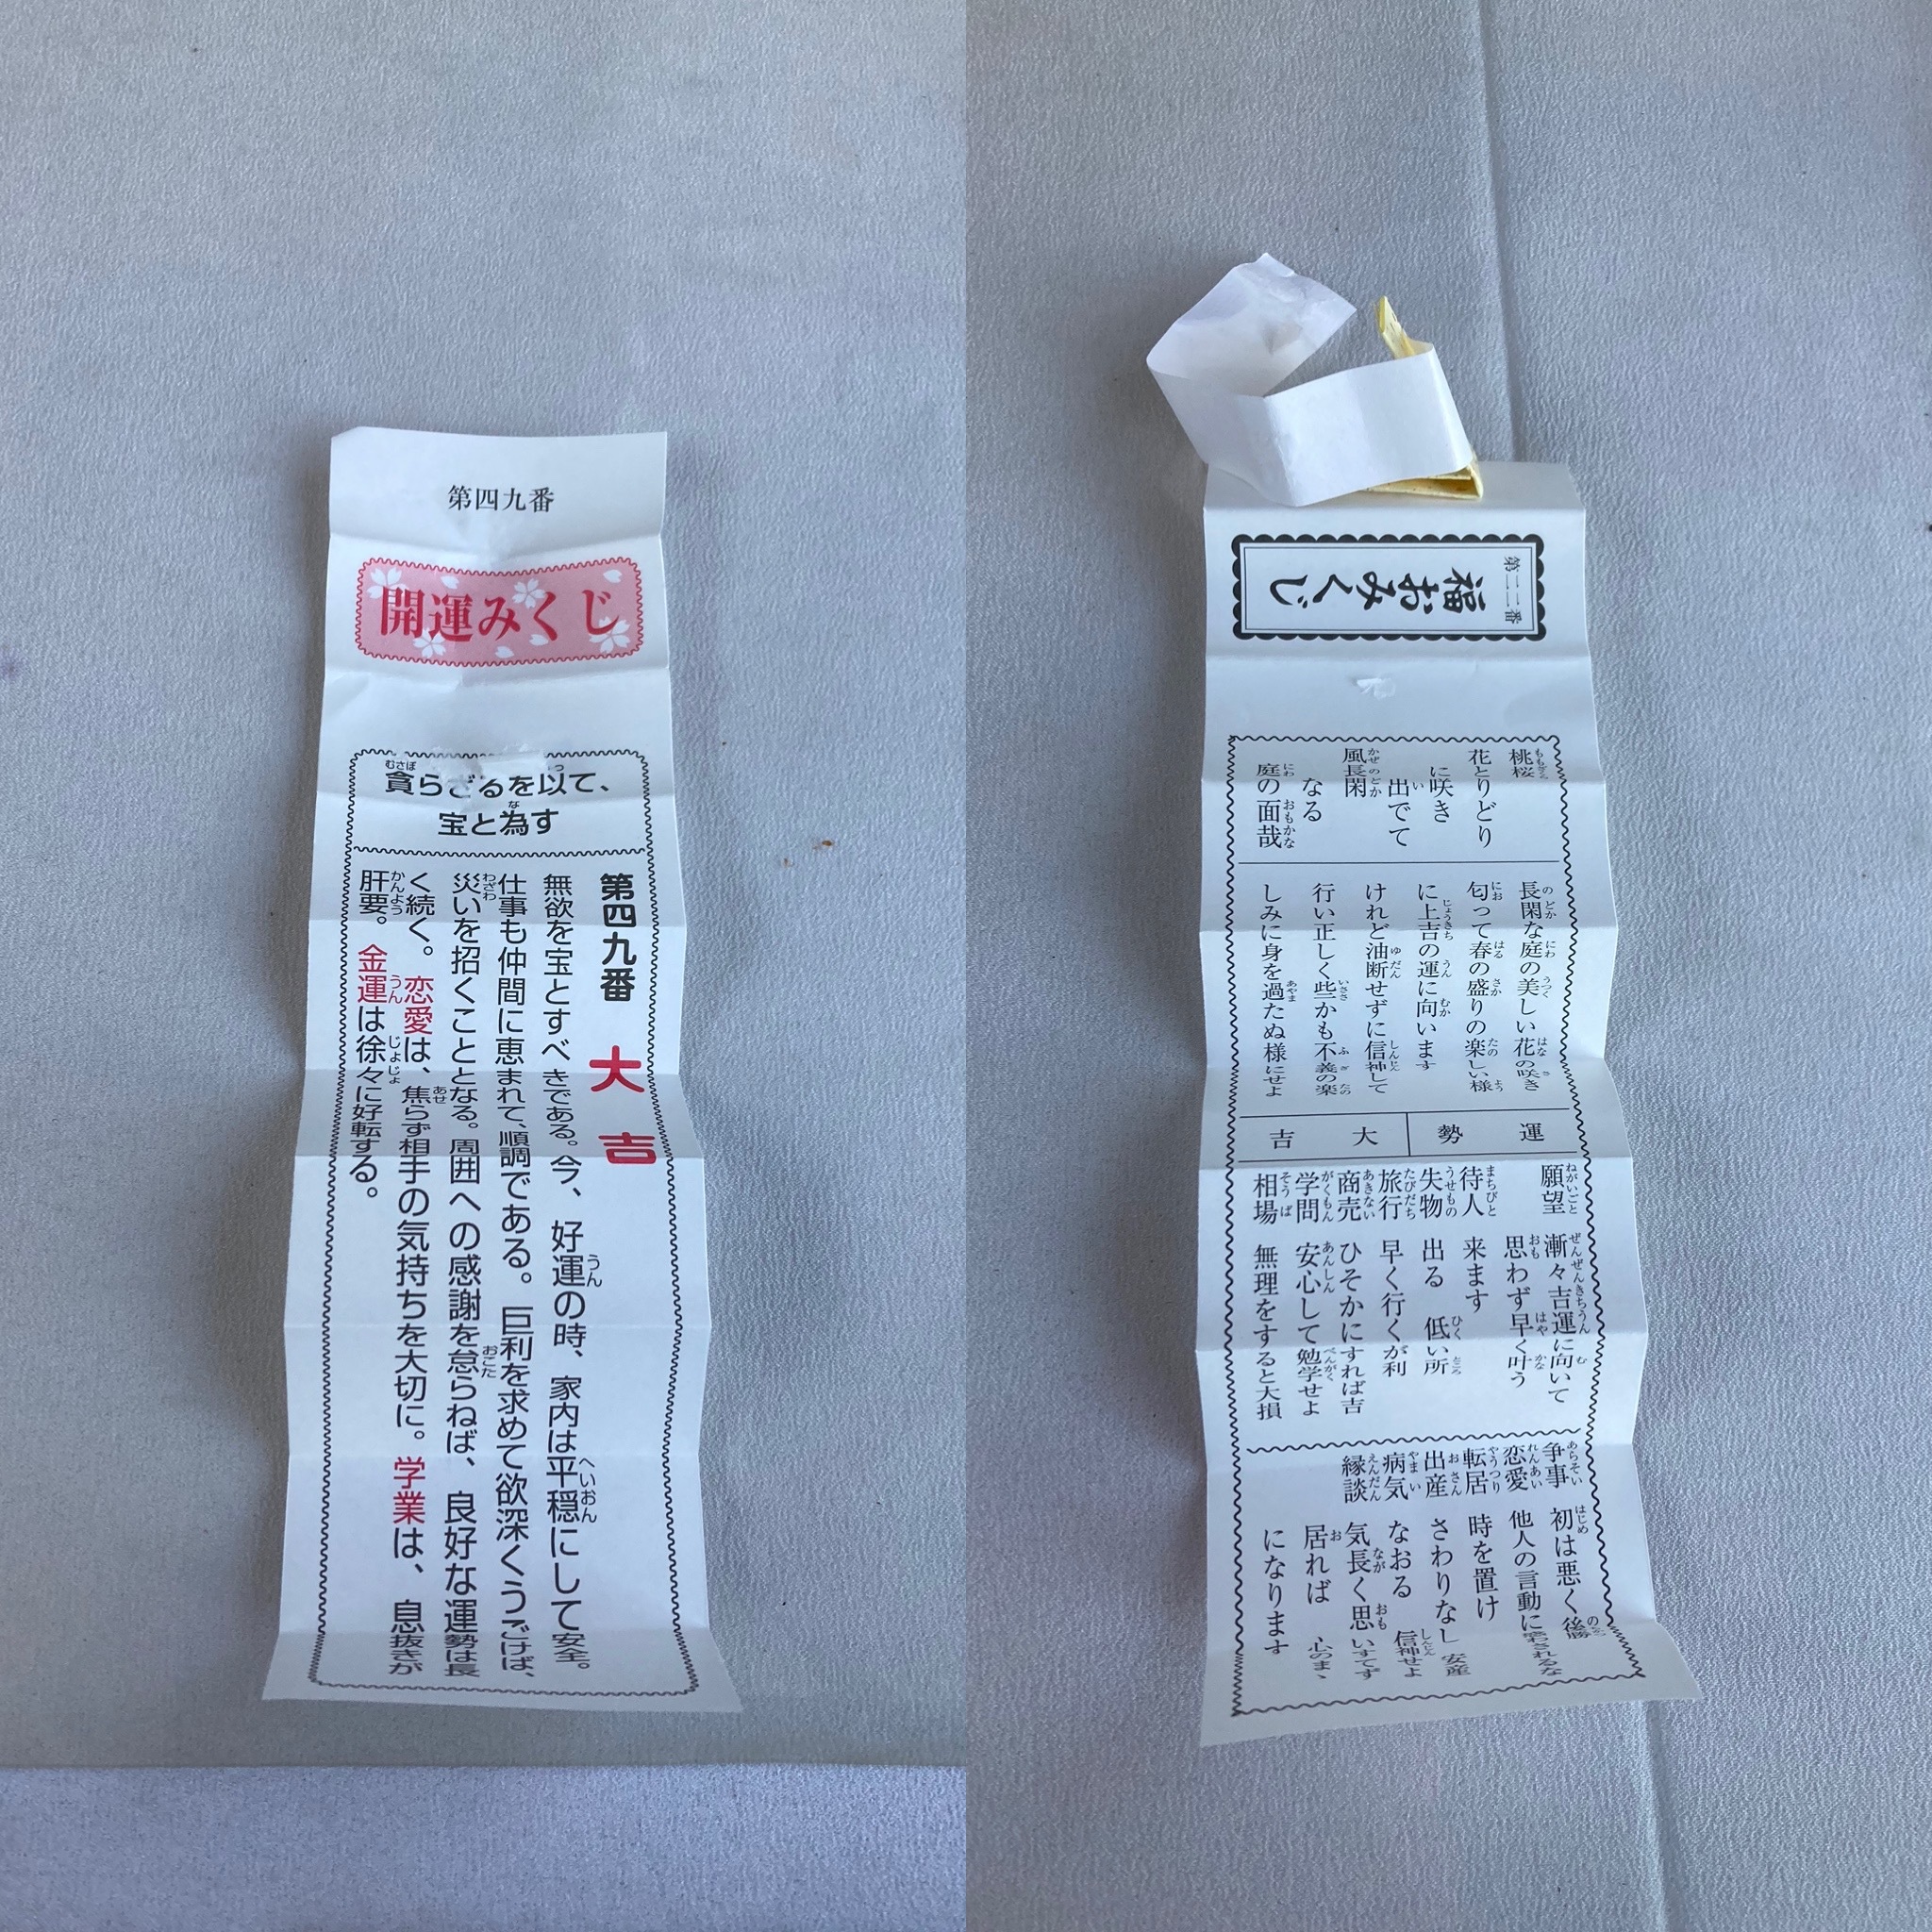 第四九番
開運みくじ
貪らざるを以て、
宝と為す
第四九番 大吉
無欲を宝とすべきである。今、好運の時、家内は平穏にして安全。
仕事も仲間に恵まれて、順調である。巨利を求めて欲深くうごけば、
災いを招くこととなる。周囲への感謝を怠らねば、良好な運勢は長
く続く。恋愛は、焦らず相手の気持ちを大切に。学業は、息抜きが
肝要。金運は徐々に好転する。
第二二番
福おみくじ
桃桜
花とりどり
に咲き
出でて
風長閑
なる
庭の面哉
長閑な庭の美しい花の咲き
匂って春の盛りの楽しい様
に上吉の運に向います
けれど油断せずに信神して
行い正しく些かも不義の楽
しみに身を過たぬ様にせよ
運勢 大吉
願望 漸々吉運に向いて
思わず早く叶う
待人 来ます
失物 出る 低い所
旅行 早く行くが利
商売 ひそかにすれば吉
学問 安心して勉学せよ
相場 無理をすると大損
争事 初は悪く後勝
恋愛 他人の言動に惑わされるな
転居 時を置け
出産 さわりなし 安産
病気 なおる 信神せよ
縁談 気長く思いすてず
居れば 心のまゝ
になります